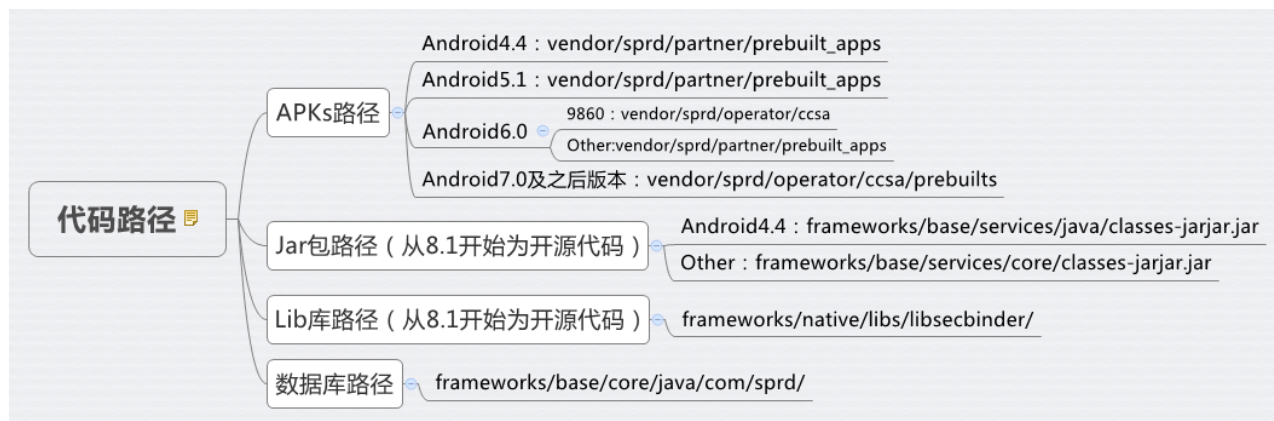 代码路径
APKs路径
Android4.4：vendor/sprd/partner/prebuilt_apps
Android5.1：vendor/sprd/partner/prebuilt_apps
Android6.0
9860：vendor/sprd/operator/ccsa
Other:vendor/sprd/partner/prebuilt_apps
Android7.0及之后版本：vendor/sprd/operator/ccsa/prebuilts
Jar包路径（从8.1开始为开源代码）
Android4.4：frameworks/base/services/java/classes-jarjar.jar
Other：frameworks/base/services/core/classes-jarjar.jar
Lib库路径（从8.1开始为开源代码）
frameworks/native/libs/libsecbinder/
数据库路径
frameworks/base/core/java/com/sprd/